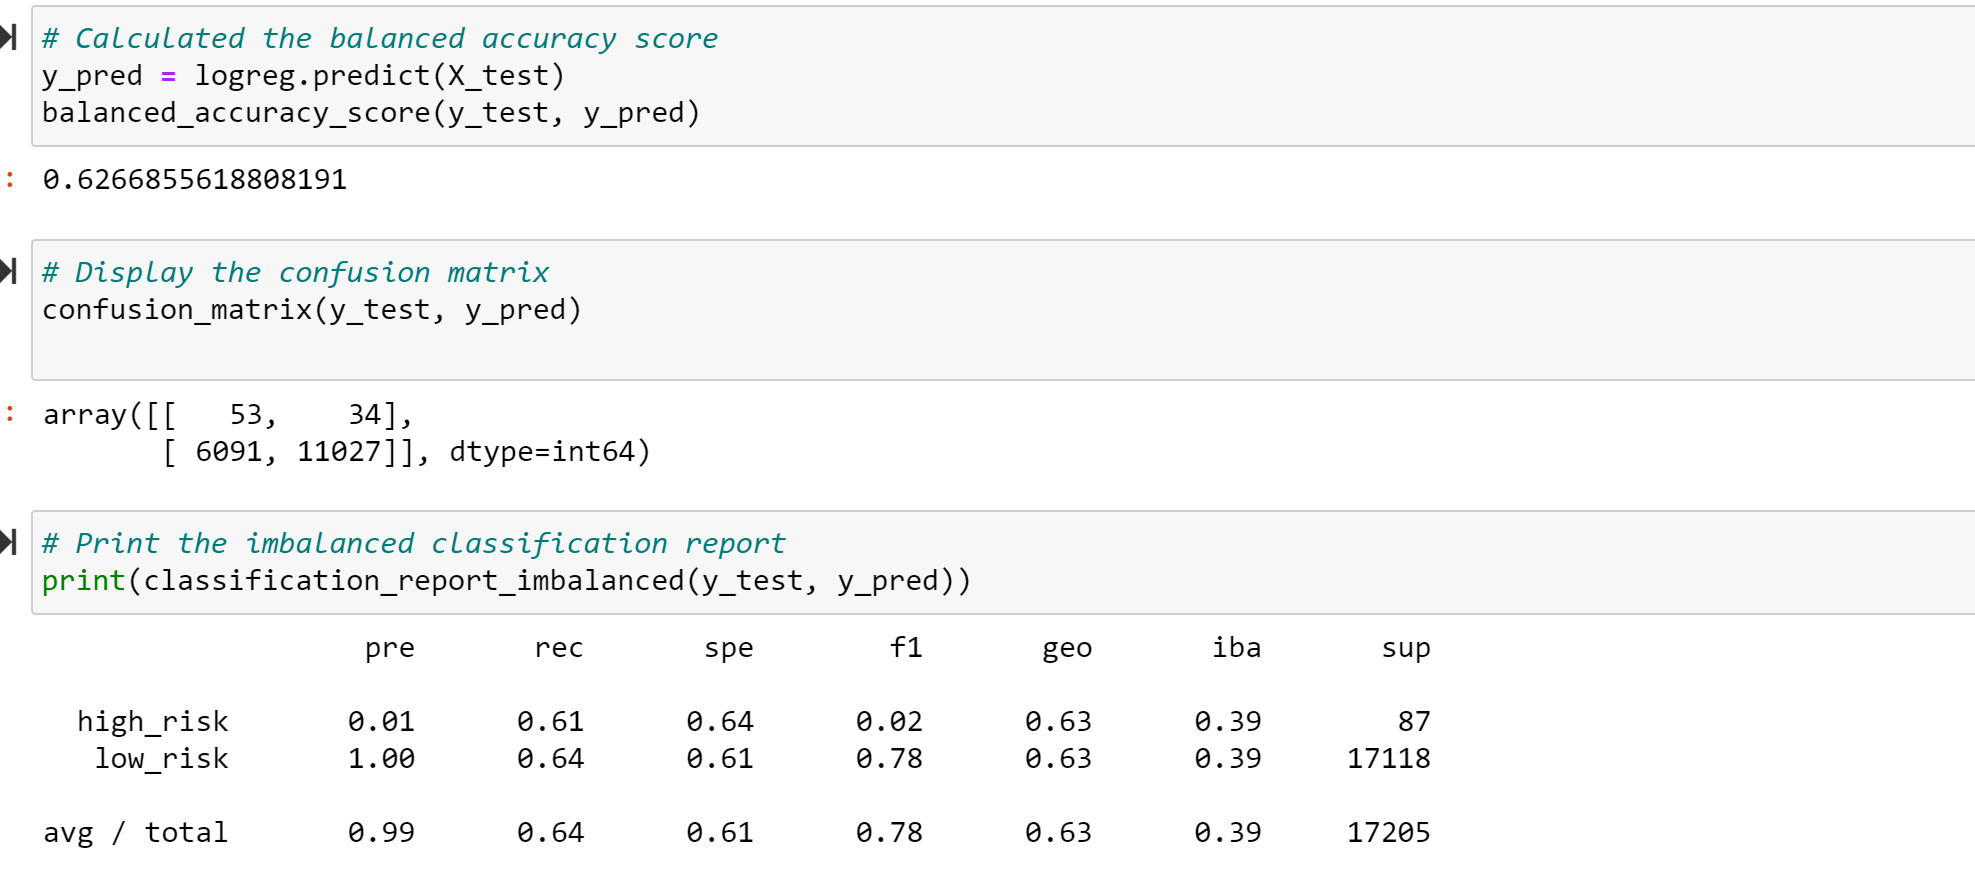 # Calculated the balanced accuracy score
y_pred = logreg.predict(X_test)
balanced_accuracy_score(y_test, y_pred)
: 0.6266855618808191
# Display the confusion matrix
confusion_matrix(y_test, y_pred)
: array([[   53,    34],
       [ 6091, 11027]], dtype=int64)
# Print the imbalanced classification report
print(classification_report_imbalanced(y_test, y_pred))
pre rec spe f1 geo iba sup
high_risk 0.01 0.61 0.64 0.02 0.63 0.39 87
low_risk 1.00 0.64 0.61 0.78 0.63 0.39 17118
avg / total 0.99 0.64 0.61 0.78 0.63 0.39 17205